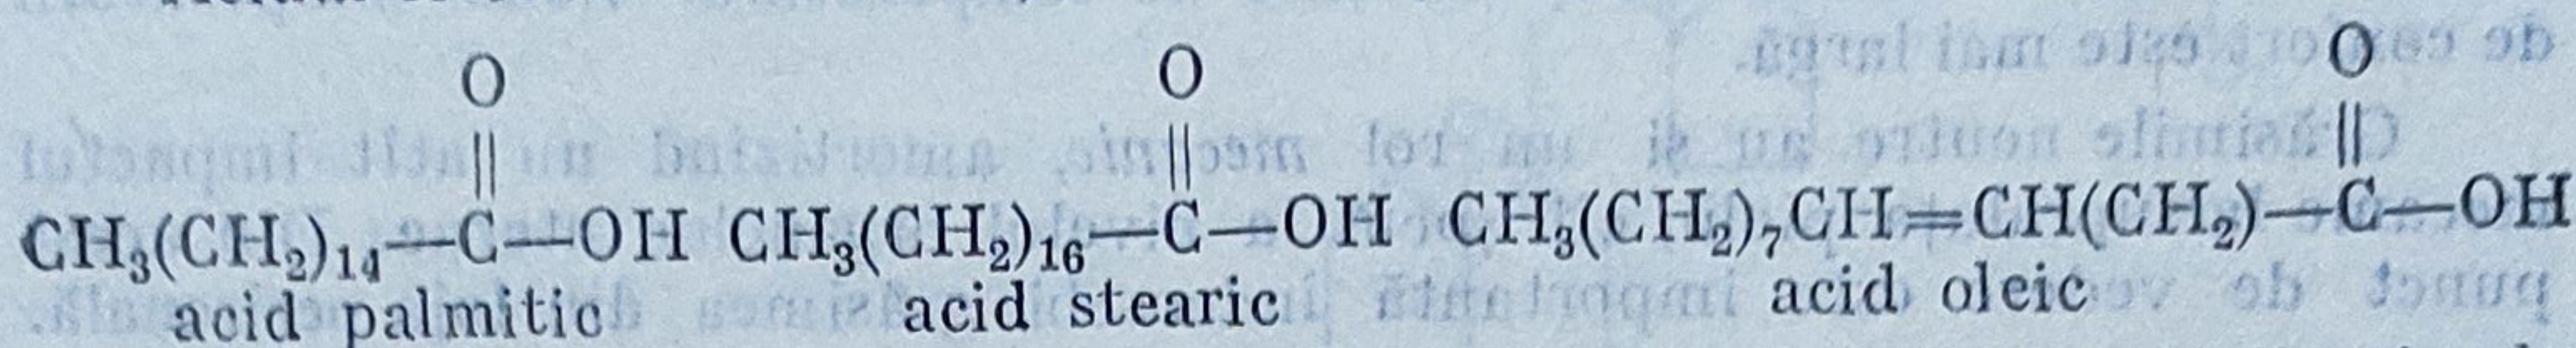 O O O
CH₃(CH₂)₁₄—C—OH CH₃(CH₂)₁₆—C—OH CH₃(CH₂)₇CH=CH(CH₂)—C—OH
acid palmitic acid stearic acid oleic